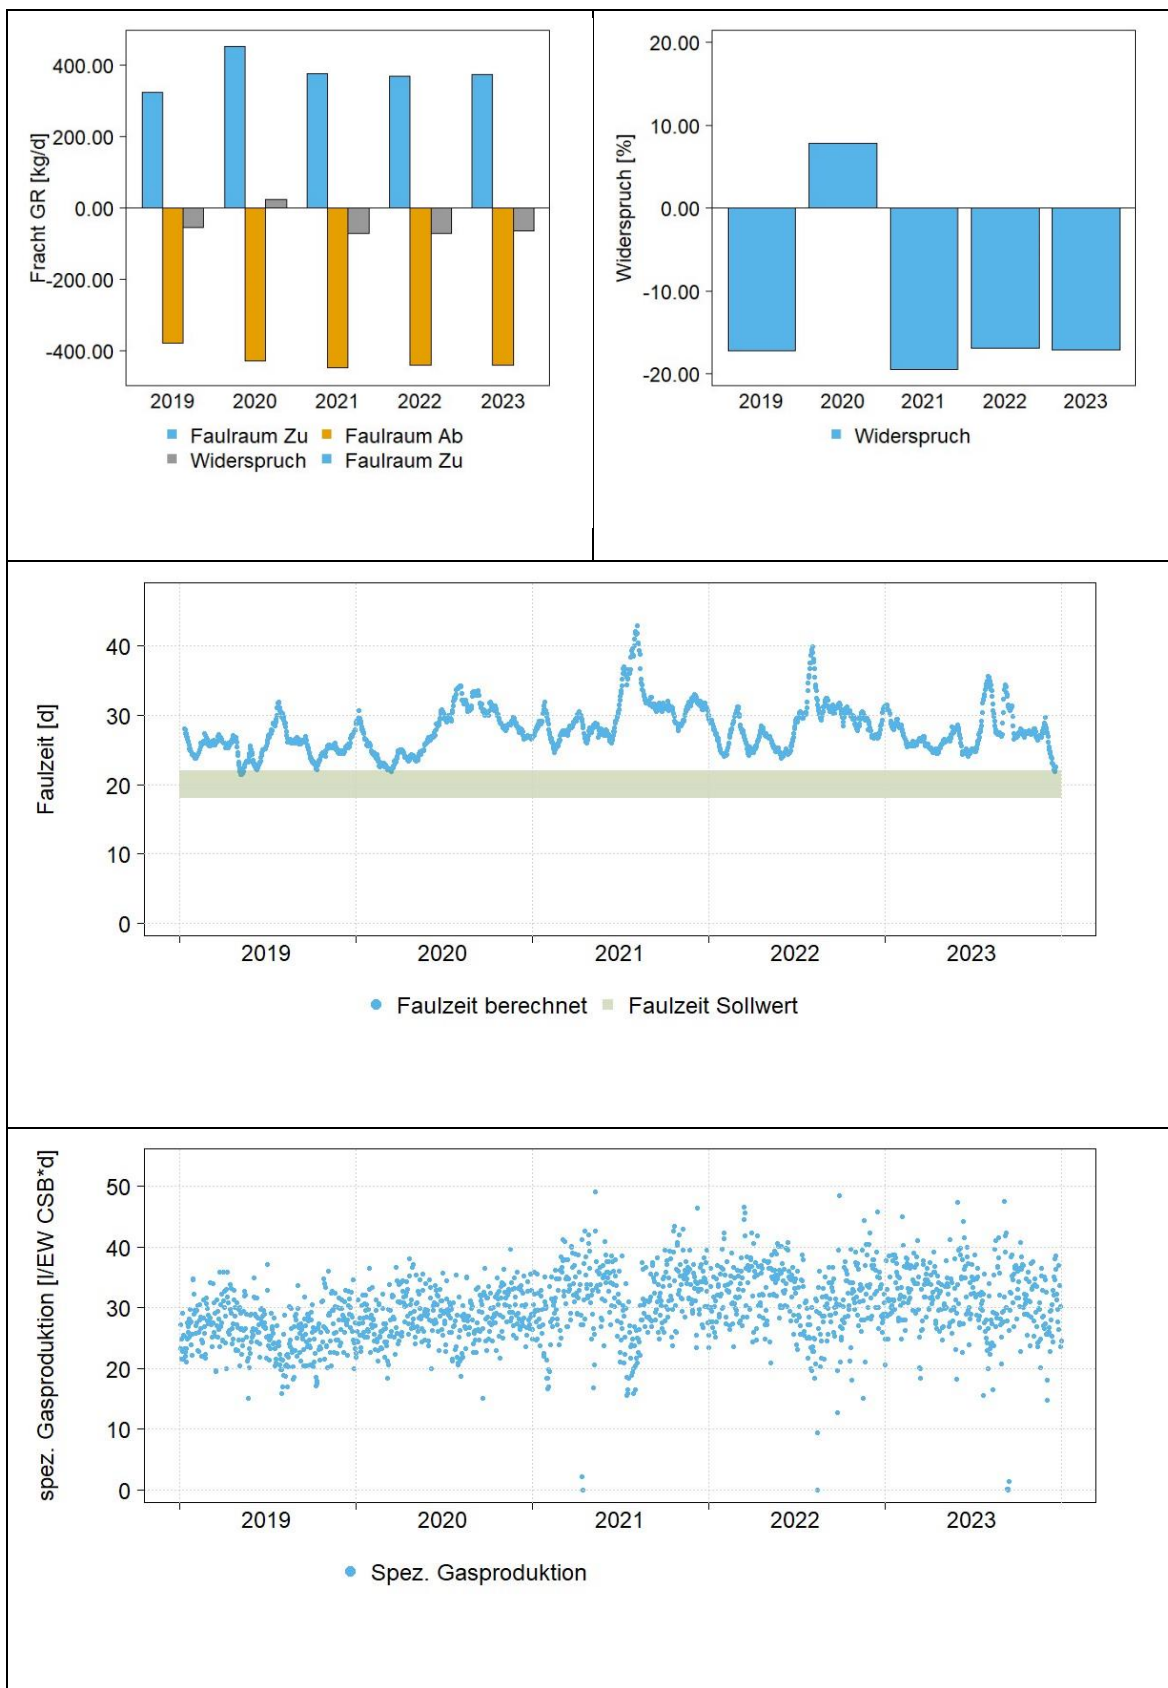 Fracht GR [kg/d]
400.00
200.00
0.00
-200.00
-400.00
2019 2020 2021 2022 2023
Faulraum Zu Faulraum Ab
Widerspruch Faulraum Zu
Widerspruch [%]
20.00
10.00
0.00
-10.00
-20.00
2019 2020 2021 2022 2023
Widerspruch
Faulzeit [d]
40
30
20
10
0
2019 2020 2021 2022 2023
Faulzeit berechnet Faulzeit Sollwert
spez. Gasproduktion [l/EW CSB*d]
50
40
30
20
10
0
2019 2020 2021 2022 2023
Spez. Gasproduktion